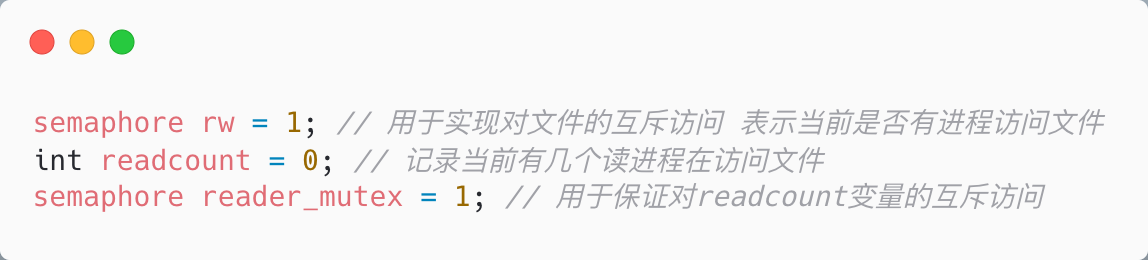 semaphore rw = 1; // 用于实现对文件的互斥访问 表示当前是否有进程访问文件
int readcount = 0; // 记录当前有几个读进程在访问文件
semaphore reader_mutex = 1; // 用于保证对readcount变量的互斥访问